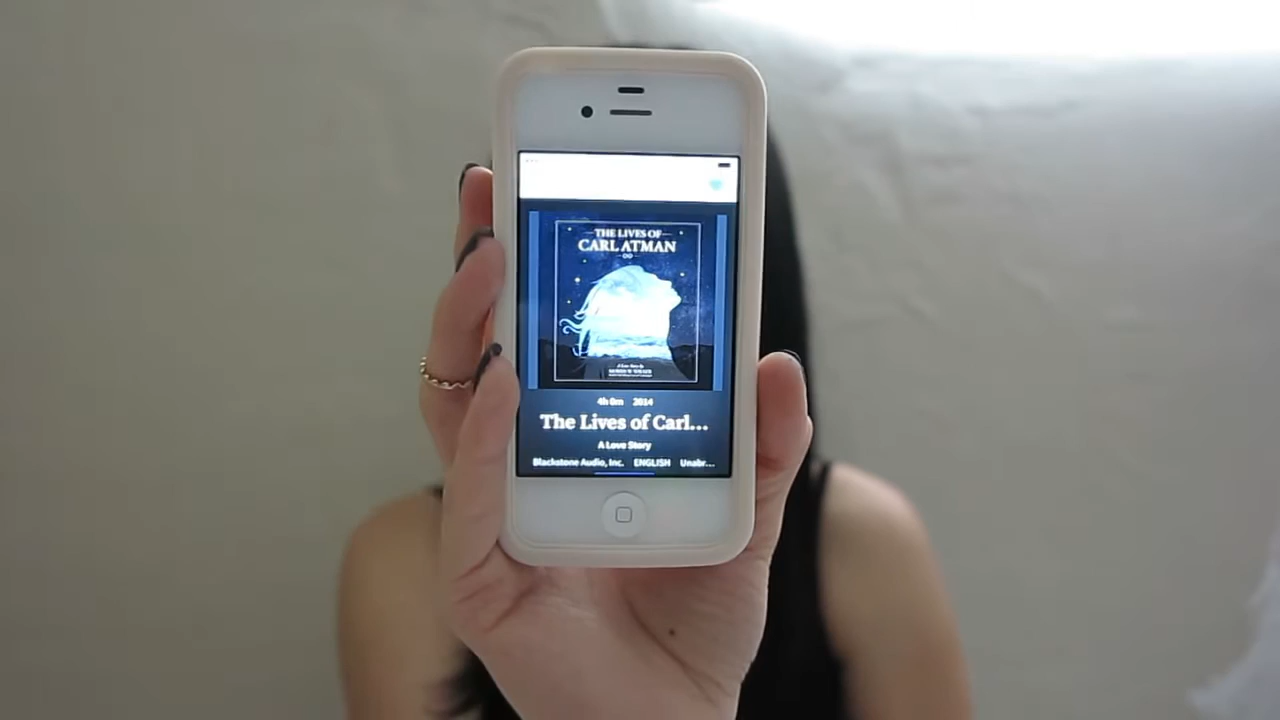 THE LIVES OF
CARL ATMAN
4h 0m 2014
The Lives of Carl...
A Love Story
Blackstone Audio, Inc. ENGLISH Unabr...